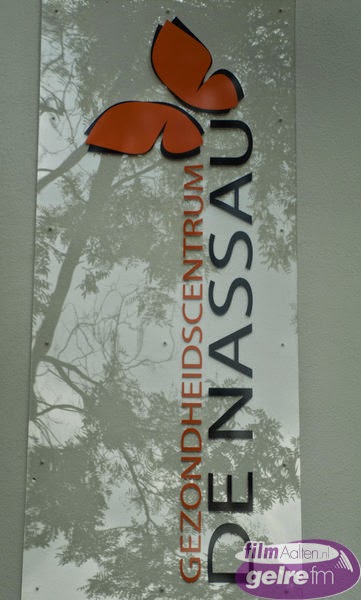 GEZONDHEIDSCENTRUM
DE NASSAU
filmAalten.nl
gelre fm